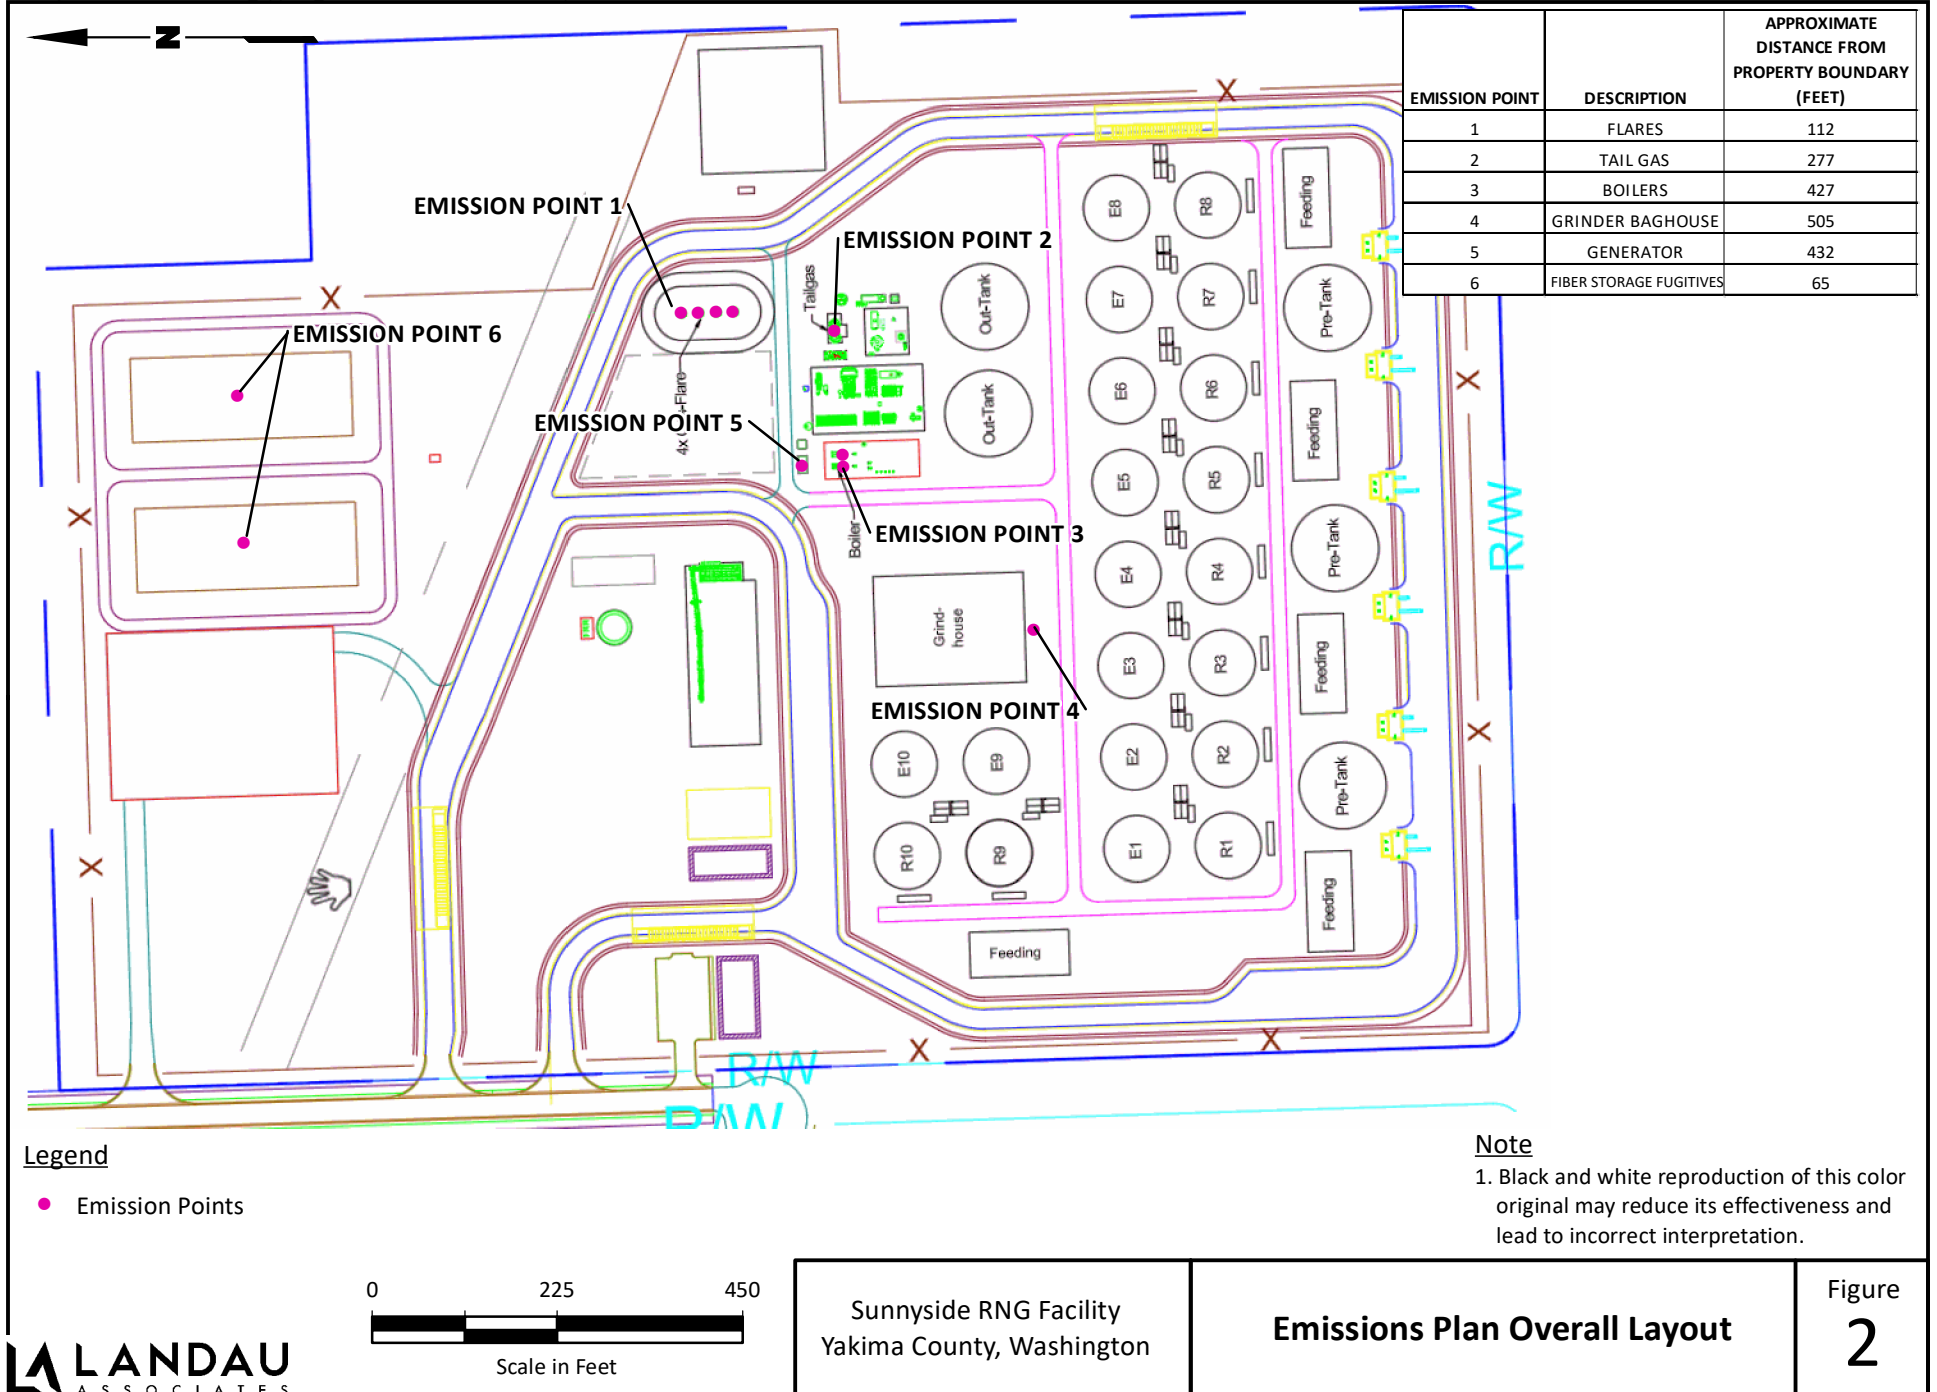 N
EMISSION POINT
DESCRIPTION
APPROXIMATE
DISTANCE FROM
PROPERTY BOUNDARY
(FEET)
1 FLARES 112
2 TAIL GAS 277
3 BOILERS 427
4 GRINDER BAGHOUSE 505
5 GENERATOR 432
6 FIBER STORAGE FUGITIVES 65
X
EMISSION POINT 1
EMISSION POINT 2
Tailgas
EMISSION POINT 6
X
4x
-Flare
EMISSION POINT 5
EMISSION POINT 3
Boiler
EMISSION POINT 4
Grind-
house
Out-Tank
Out-Tank
E8
R8
E7
R7
E6
R6
E5
R5
E4
R4
E3
R3
E2
R2
E1
R1
E10
E9
R10
R9
Feeding
Pre-Tank
Feeding
Pre-Tank
Feeding
Pre-Tank
Feeding
Feeding
X
X
X
X
X
X
R/W
R/W
R/W
Legend
Emission Points
Note
1. Black and white reproduction of this color
original may reduce its effectiveness and
lead to incorrect interpretation.
0 225 450
Scale in Feet
LANDAU
ASSOCIATES
Sunnyside RNG Facility
Yakima County, Washington
Emissions Plan Overall Layout
Figure
2